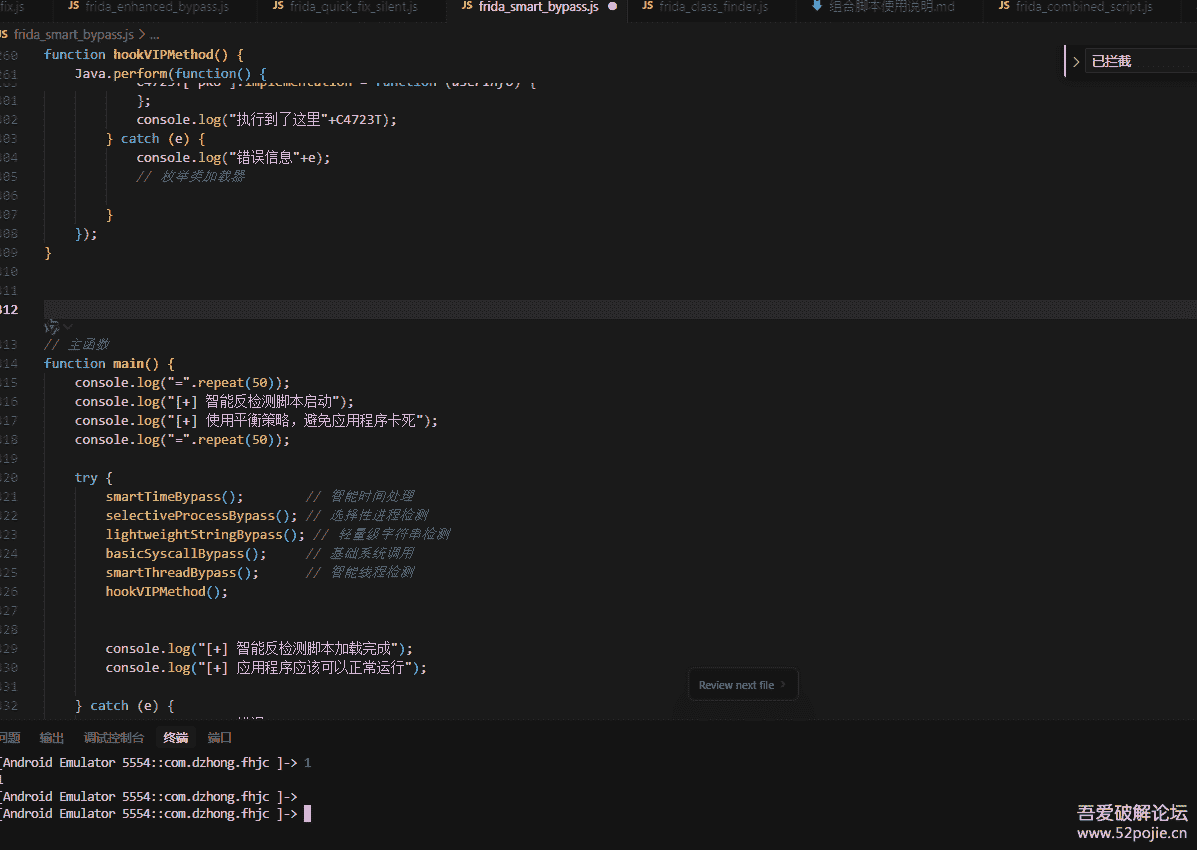 fix.js JS frida_enhanced_bypass.js JS frida_quick_fix_silent.js JS frida_smart_bypass.js JS frida_class_finder.js 组合脚本使用说明.md JS frida_combined_script.js
JS frida_smart_bypass.js > ...
已拦截
260 function hookVIPMethod() {
261 Java.perform(function() {
C4723T["pk0"].implementation = function (userInfo) {
301 };
302 console.log("执行到了这里"+C4723T);
303 } catch (e) {
304 console.log("错误信息"+e);
305 // 枚举类加载器
306
307 }
308 });
309 }
310
311
312
313 // 主函数
314 function main() {
315 console.log("=".repeat(50));
316 console.log("[+] 智能反检测脚本启动");
317 console.log("[+] 使用平衡策略，避免应用程序卡死");
318 console.log("=".repeat(50));
319
320 try {
321 smartTimeBypass(); // 智能时间处理
322 selectiveProcessBypass(); // 选择性进程检测
323 lightweightStringBypass(); // 轻量级字符串检测
324 basicSyscallBypass(); // 基础系统调用
325 smartThreadBypass(); // 智能线程检测
326 hookVIPMethod();
327
328
329 console.log("[+] 智能反检测脚本加载完成");
330 console.log("[+] 应用程序应该可以正常运行");
331
332 } catch (e) {
Review next file
问题 输出 调试控制台 终端 端口
[Android Emulator 5554::com.dzhong.fhjc ]-> 1
1
[Android Emulator 5554::com.dzhong.fhjc ]->
[Android Emulator 5554::com.dzhong.fhjc ]->
吾爱破解论坛
www.52pojie.cn